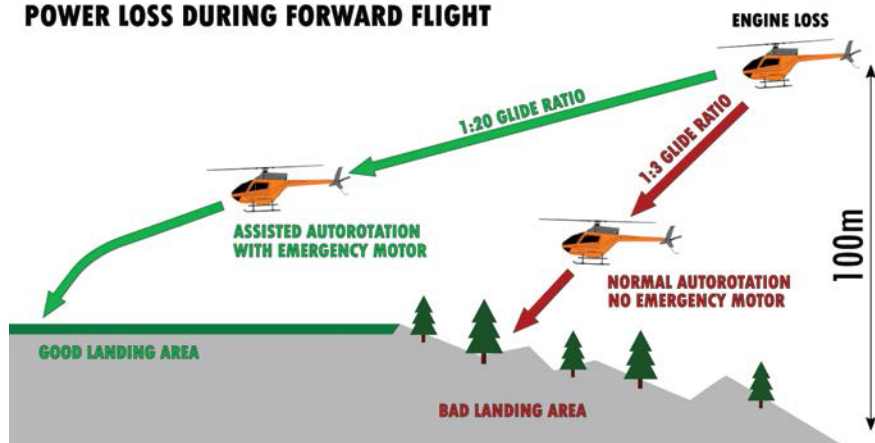 POWER LOSS DURING FORWARD FLIGHT
ENGINE LOSS
1:20 GLIDE RATIO
1:3 GLIDE RATIO
ASSISTED AUTOROTATION
WITH EMERGENCY MOTOR
NORMAL AUTOROTATION
NO EMERGENCY MOTOR
100m
GOOD LANDING AREA
BAD LANDING AREA